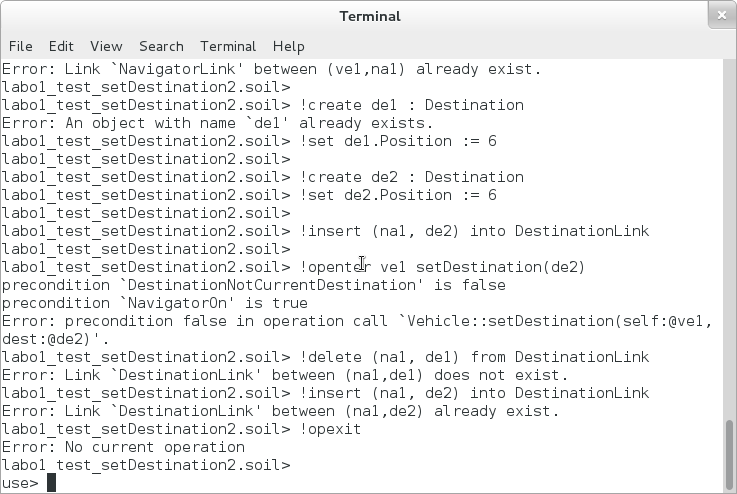 Terminal
File Edit View Search Terminal Help
Error: Link `NavigatorLink' between (ve1,na1) already exist.
labo1_test_setDestination2.soil>
labo1_test_setDestination2.soil> !create de1 : Destination
Error: An object with name `de1' already exists.
labo1_test_setDestination2.soil> !set de1.Position := 6
labo1_test_setDestination2.soil>
labo1_test_setDestination2.soil> !create de2 : Destination
labo1_test_setDestination2.soil> !set de2.Position := 6
labo1_test_setDestination2.soil>
labo1_test_setDestination2.soil> !insert (na1, de2) into DestinationLink
labo1_test_setDestination2.soil>
labo1_test_setDestination2.soil> !openter ve1 setDestination(de2)
precondition `DestinationNotCurrentDestination' is false
precondition `NavigatorOn' is true
Error: precondition false in operation call `Vehicle::setDestination(self:@ve1,
dest:@de2)'.
labo1_test_setDestination2.soil> !delete (na1, de1) from DestinationLink
Error: Link `DestinationLink' between (na1,de1) does not exist.
labo1_test_setDestination2.soil> !insert (na1, de2) into DestinationLink
Error: Link `DestinationLink' between (na1,de2) already exist.
labo1_test_setDestination2.soil> !opexit
Error: No current operation
labo1_test_setDestination2.soil>
use>